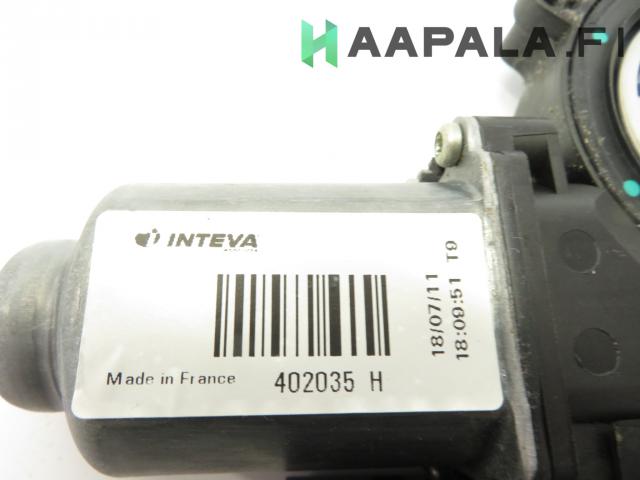 HAAPALA.FI
INTEVA
18/07/11
18:09:51 T9
Made in France
402035 H